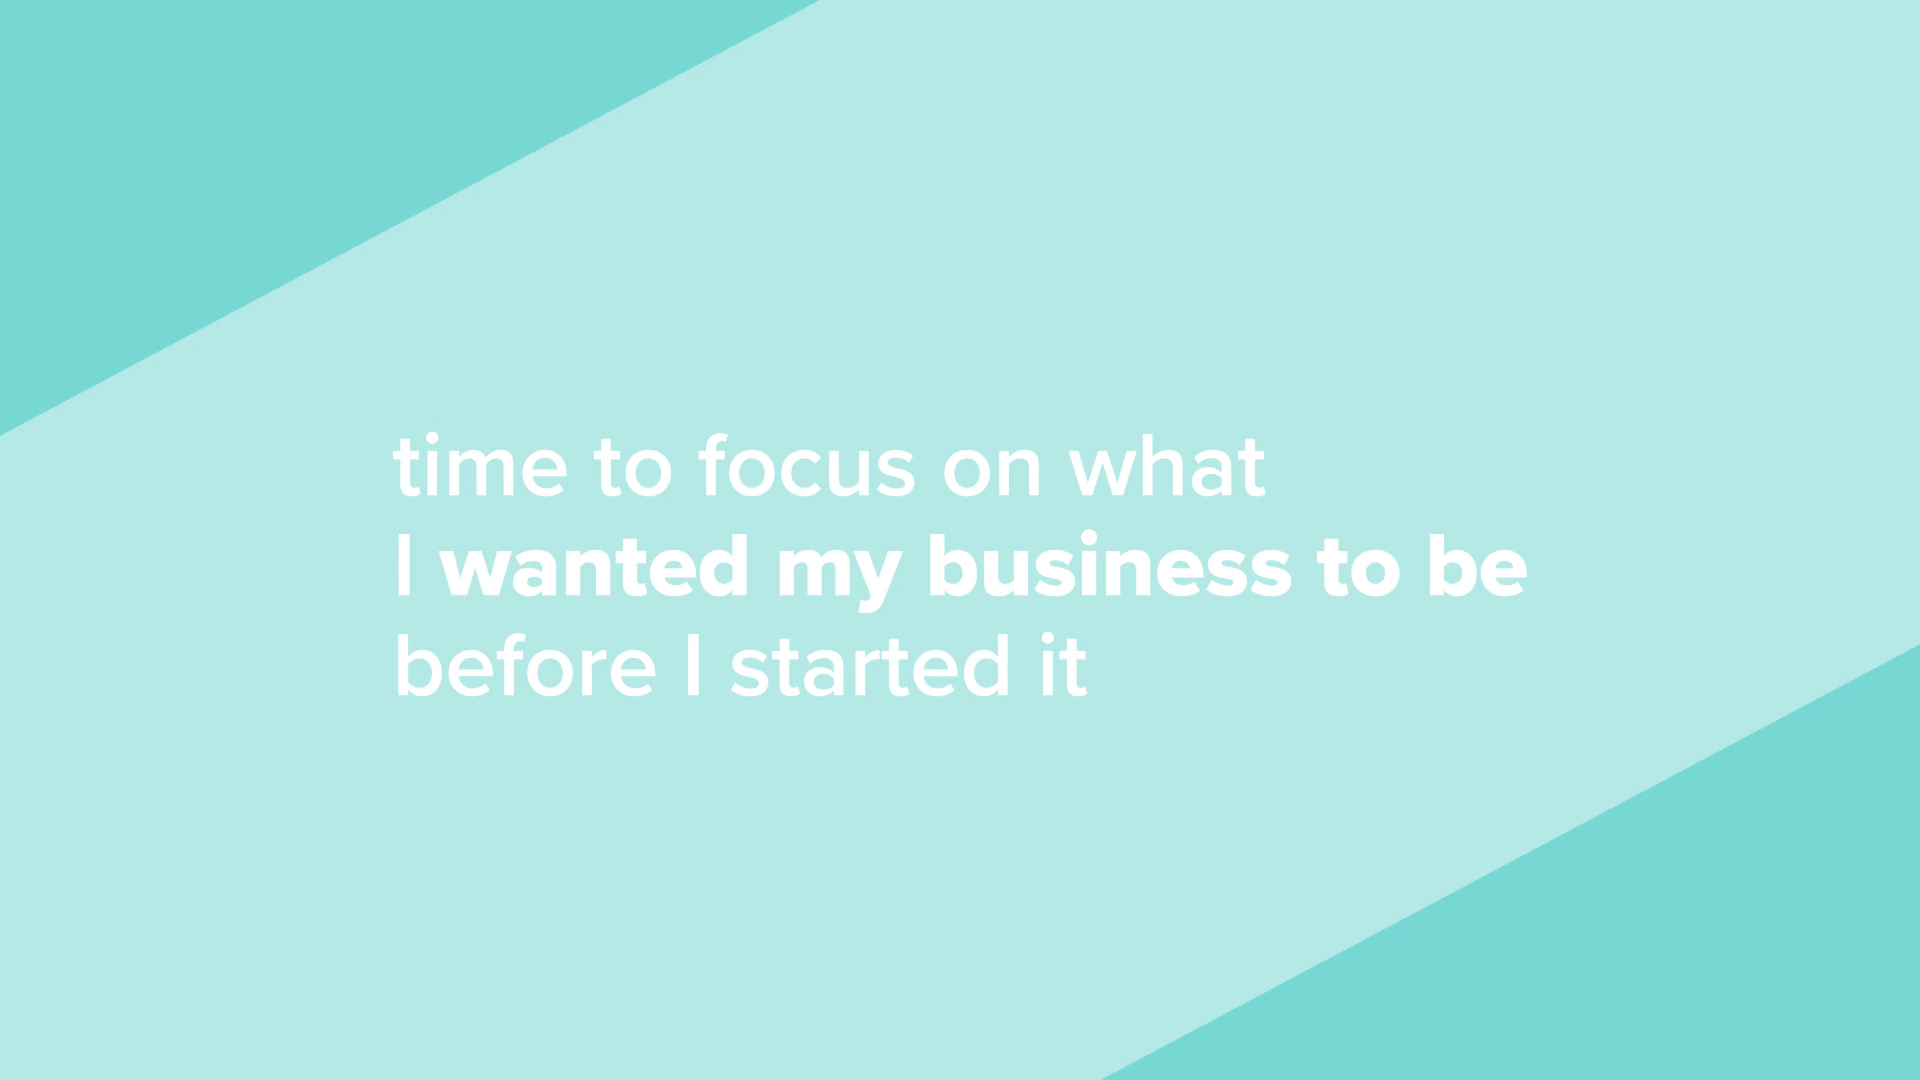 time to focus on what
I wanted my business to be
before I started it